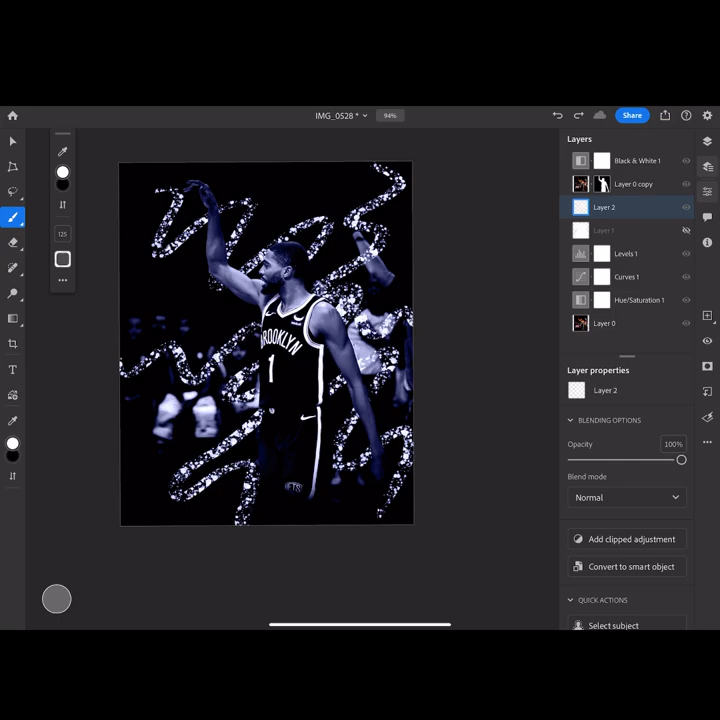 IMG_0528 *
94%
Share
Layers
Black & White 1
Layer 0 copy
Layer 2
Layer 1
Levels 1
Curves 1
Hue/Saturation 1
Layer 0
125
BROOKLYN
1
NETS
Layer properties
Layer 2
BLENDING OPTIONS
Opacity
100%
Blend mode
Normal
Add clipped adjustment
Convert to smart object
QUICK ACTIONS
Select subject